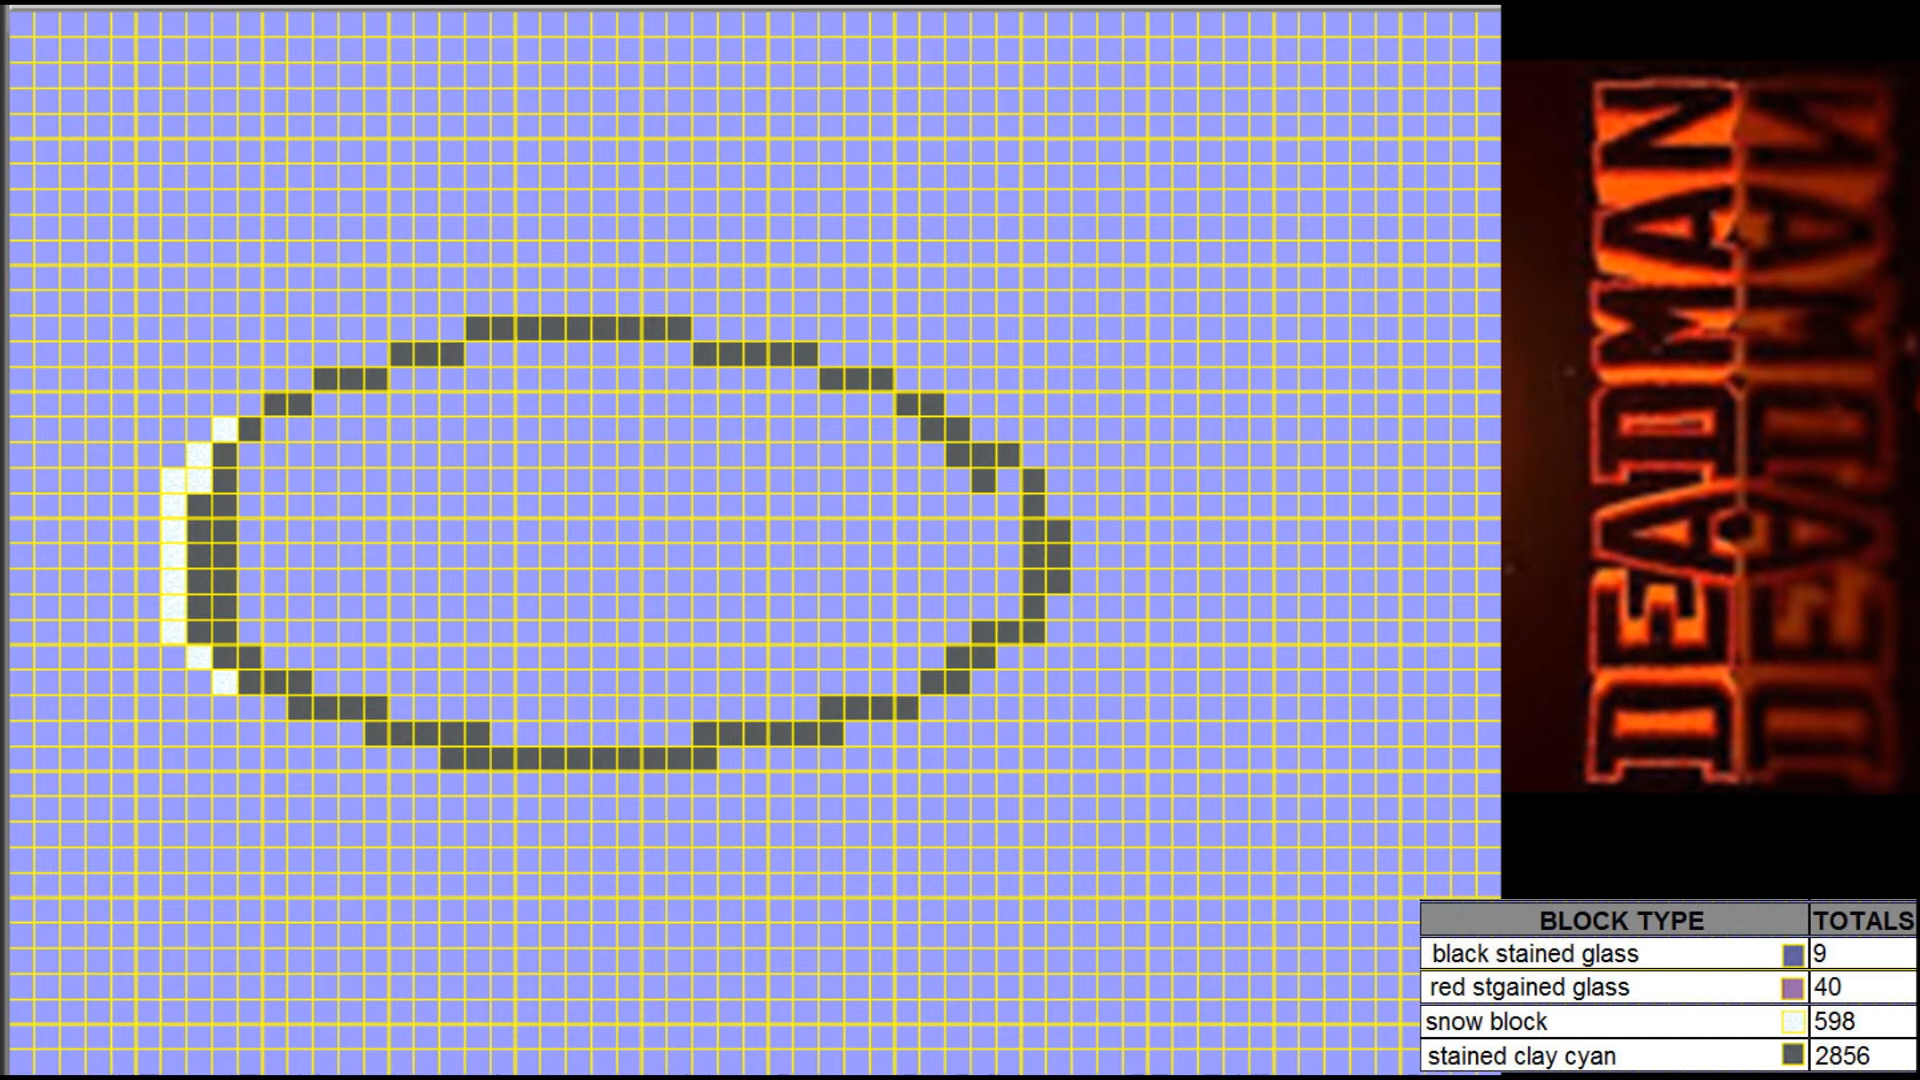 DEADMAN
BLOCK TYPE TOTALS
black stained glass 9
red stgained glass 40
snow block 598
stained clay cyan 2856